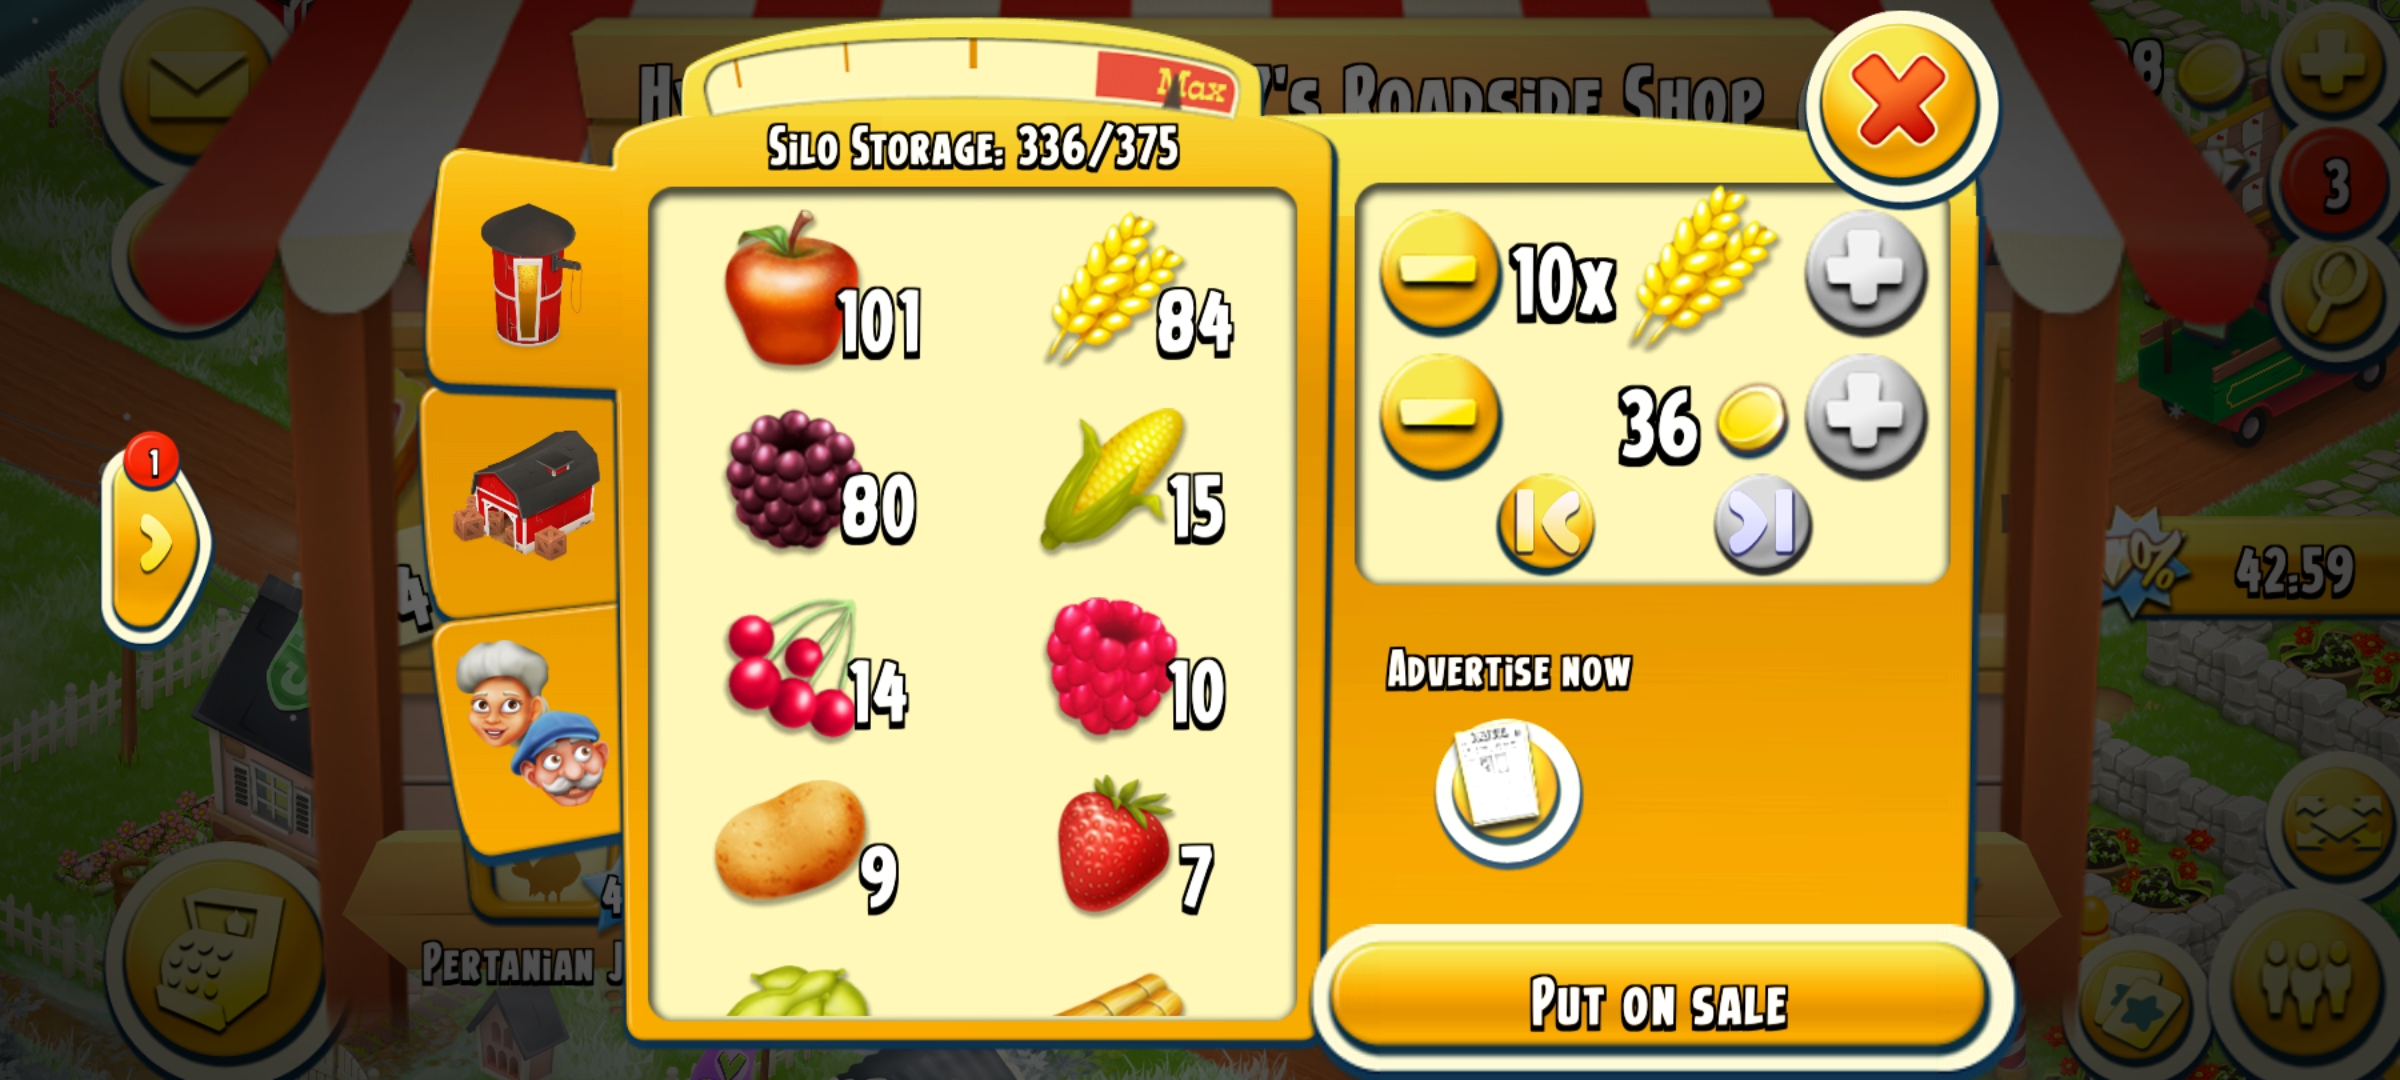 's Roadside Shop
Max
Silo Storage: 336/375
101
84
80
15
14
10
9
7
10x
36
Advertise now
Put on sale
1
3
42:59
Pertanian